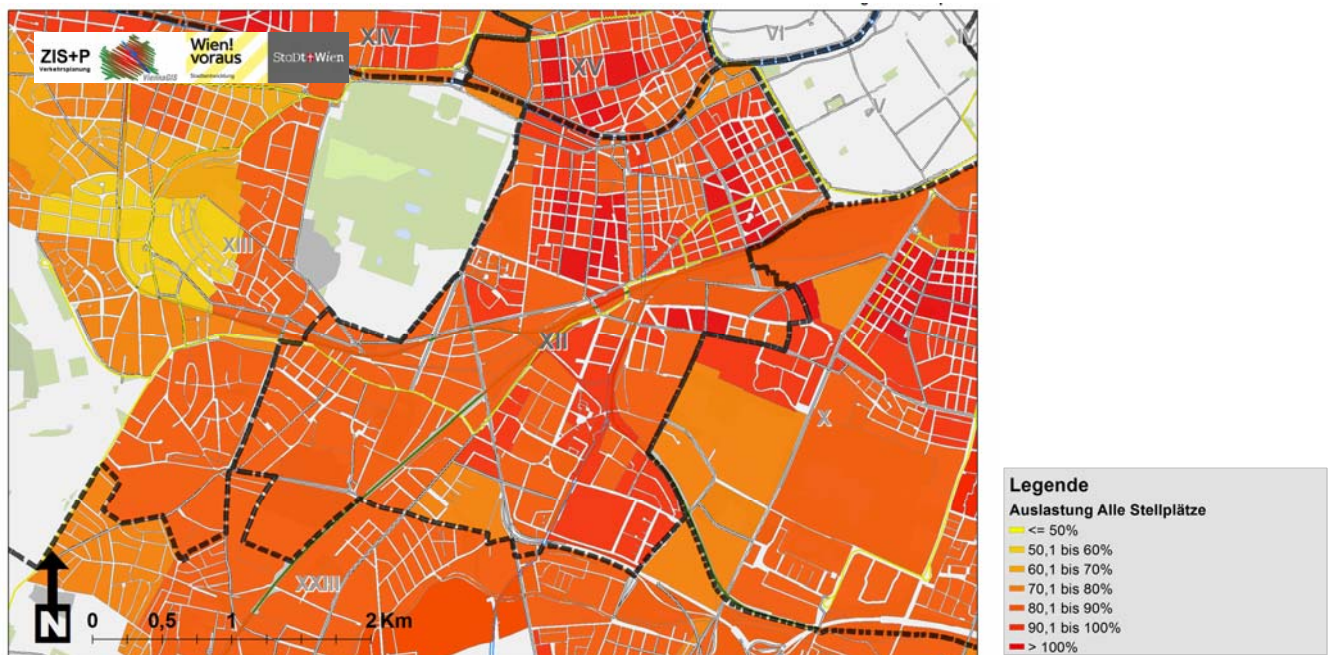 ZIS+P
Verkehrsplanung
ViennaGIS
Wien!
voraus
Stadtentwicklung
StaDt Wien
XIV
XV
VI
IV
V
XIII
XII
X
XXIII
N
0 0,5 1 2 Km
Legende
Auslastung Alle Stellplätze
<= 50%
50,1 bis 60%
60,1 bis 70%
70,1 bis 80%
80,1 bis 90%
90,1 bis 100%
> 100%